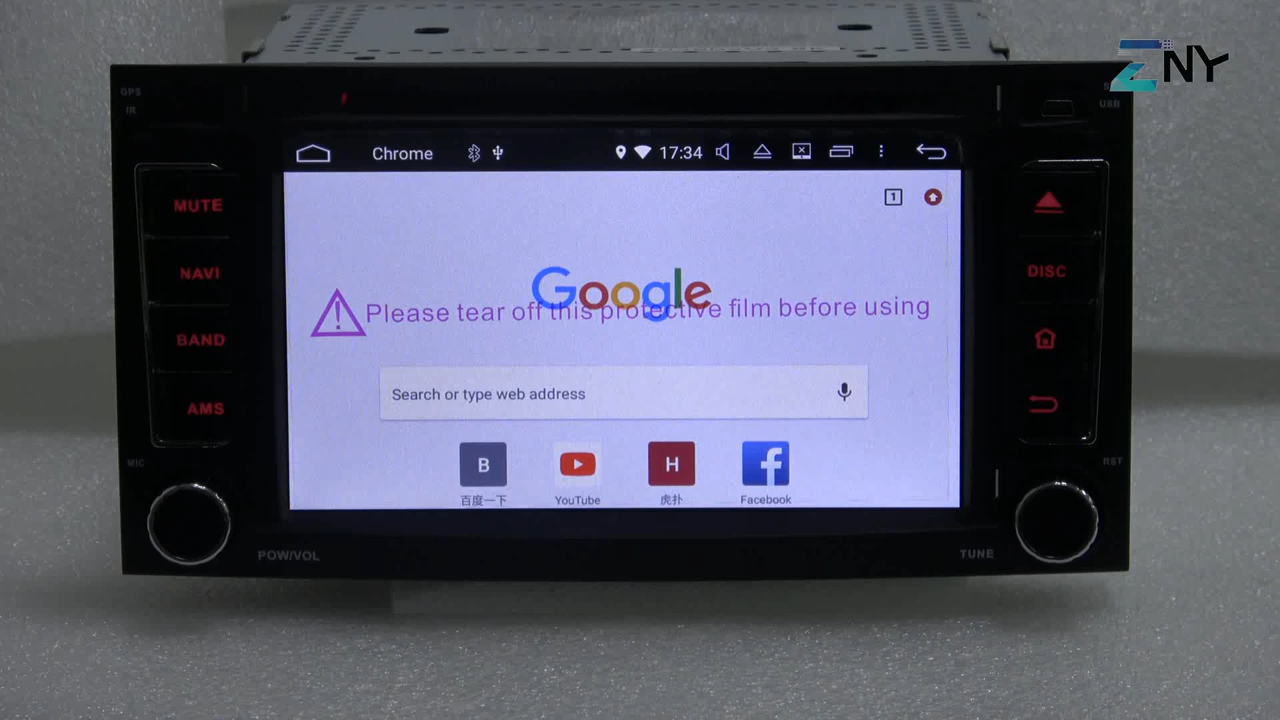 ZNY
GPS
IR
USB
Chrome
17:34
1
MUTE
NAVI
BAND
AMS
DISC
Google
Please tear off this protective film before using
Search or type web address
B
H
百度一下
YouTube
虎扑
Facebook
MIC
RST
POW/VOL
TUNE